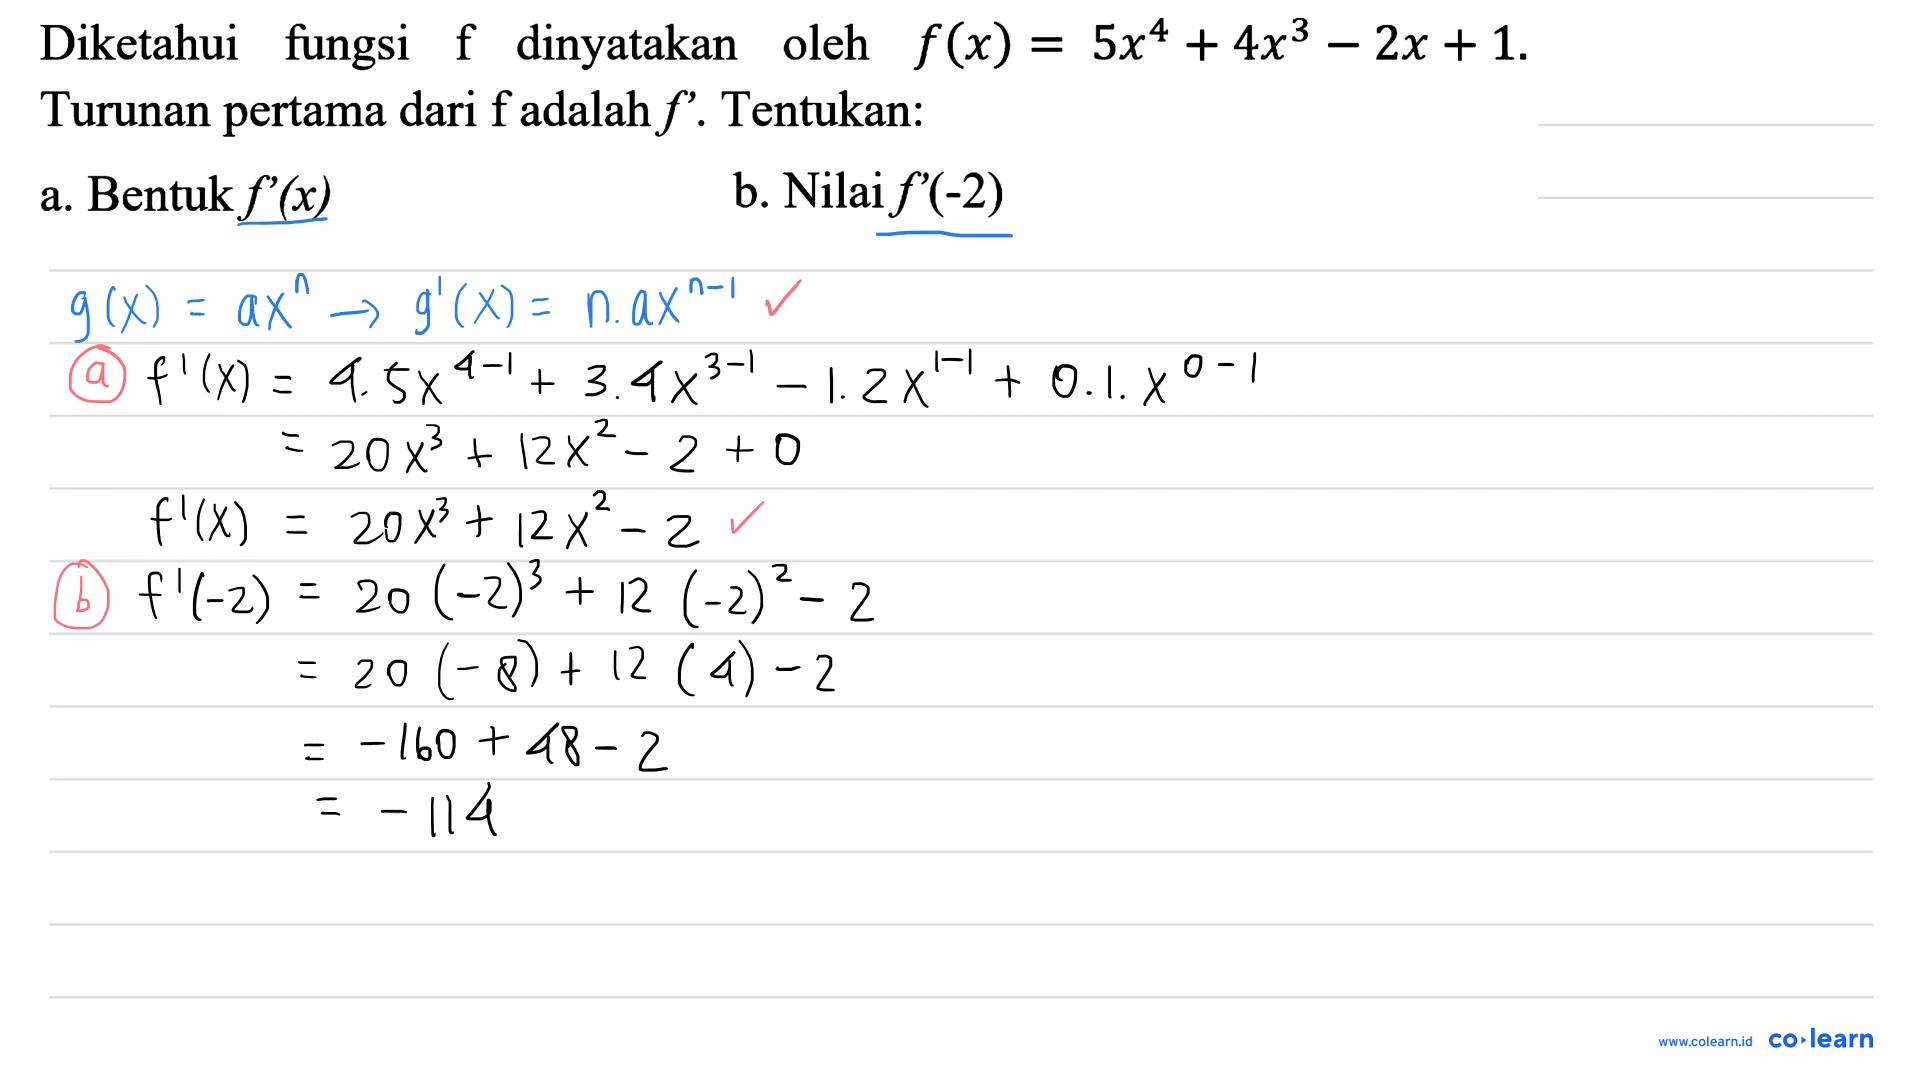 Diketahui fungsi f dinyatakan oleh f(x) = 5x⁴ + 4x³ − 2x + 1.
Turunan pertama dari f adalah f’. Tentukan:
a. Bentuk f’(x) b. Nilai f’(-2)
g(x) = ax^n → g'(x) = n.ax^(n-1) ✓
(a) f'(x) = 4.5x^(4-1) + 3.4x^(3-1) − 1.2x^(1-1) + 0.1.x^(0-1)
= 20x³ + 12x² − 2 + 0
f'(x) = 20x³ + 12x² − 2 ✓
(b) f'(-2) = 20(-2)³ + 12(-2)² − 2
= 20(-8) + 12(4) − 2
= -160 + 48 − 2
= -114
www.colearn.id co·learn